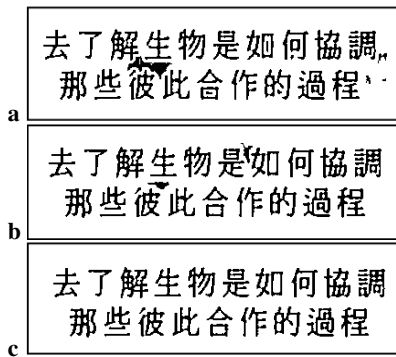 去了解生物是如何協調
那些彼此合作的過程
a
去了解生物是如何協調
那些彼此合作的過程
b
去了解生物是如何協調
那些彼此合作的過程
c